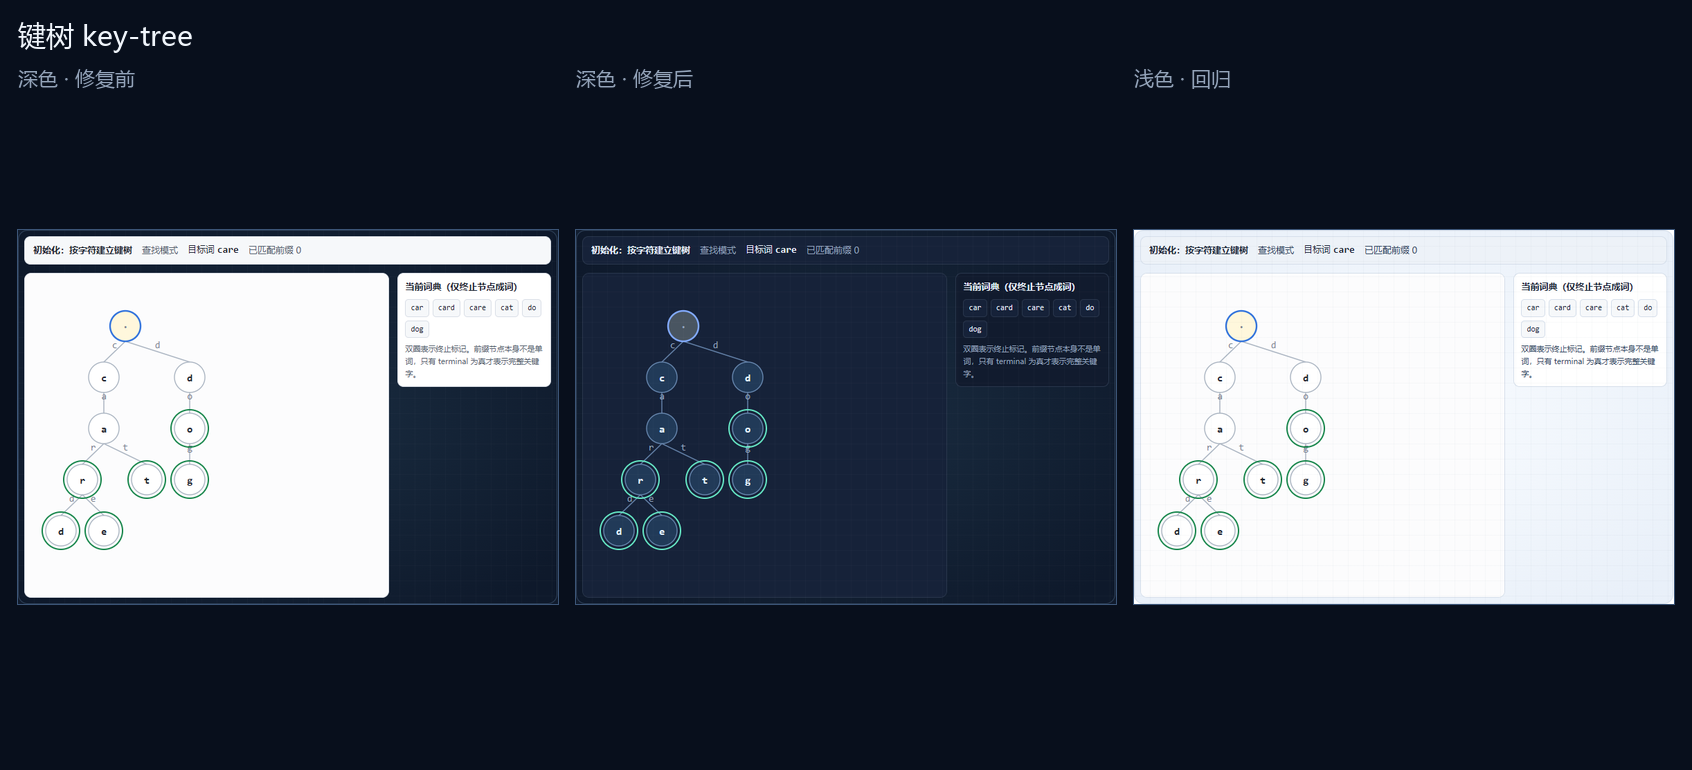 键树 key-tree
深色 · 修复前
初始化：按字符建立键树 查找模式 目标词 care 已匹配前缀 0
·
c d
c d
a o
a o
r t g
r t g
d e
d e
当前词典（仅终止节点成词）
car card care cat do
dog
双圆表示终止标记。前缀节点本身不是单
词，只有 terminal 为真才表示完整关键
字。
深色 · 修复后
初始化：按字符建立键树 查找模式 目标词 care 已匹配前缀 0
·
c d
c d
a o
a o
r t g
r t g
d e
d e
当前词典（仅终止节点成词）
car card care cat do
dog
双圆表示终止标记。前缀节点本身不是单
词，只有 terminal 为真才表示完整关键
字。
浅色 · 回归
初始化：按字符建立键树 查找模式 目标词 care 已匹配前缀 0
·
c d
c d
a o
a o
r t g
r t g
d e
d e
当前词典（仅终止节点成词）
car card care cat do
dog
双圆表示终止标记。前缀节点本身不是单
词，只有 terminal 为真才表示完整关键
字。